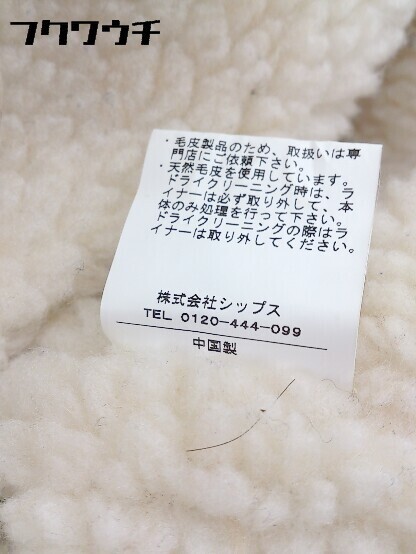 フクワウチ
・毛皮製品のため、取扱いは専
門店にご依頼下さい。
・天然毛皮を使用しています。
ドライクリーニング時は、ラ
イナーは必ず取り外して、本
体のみ処理を行って下さい。
ドライクリーニングの際はラ
イナーは取り外してください。
株式会社シップス
TEL 0120-444-099
中国製